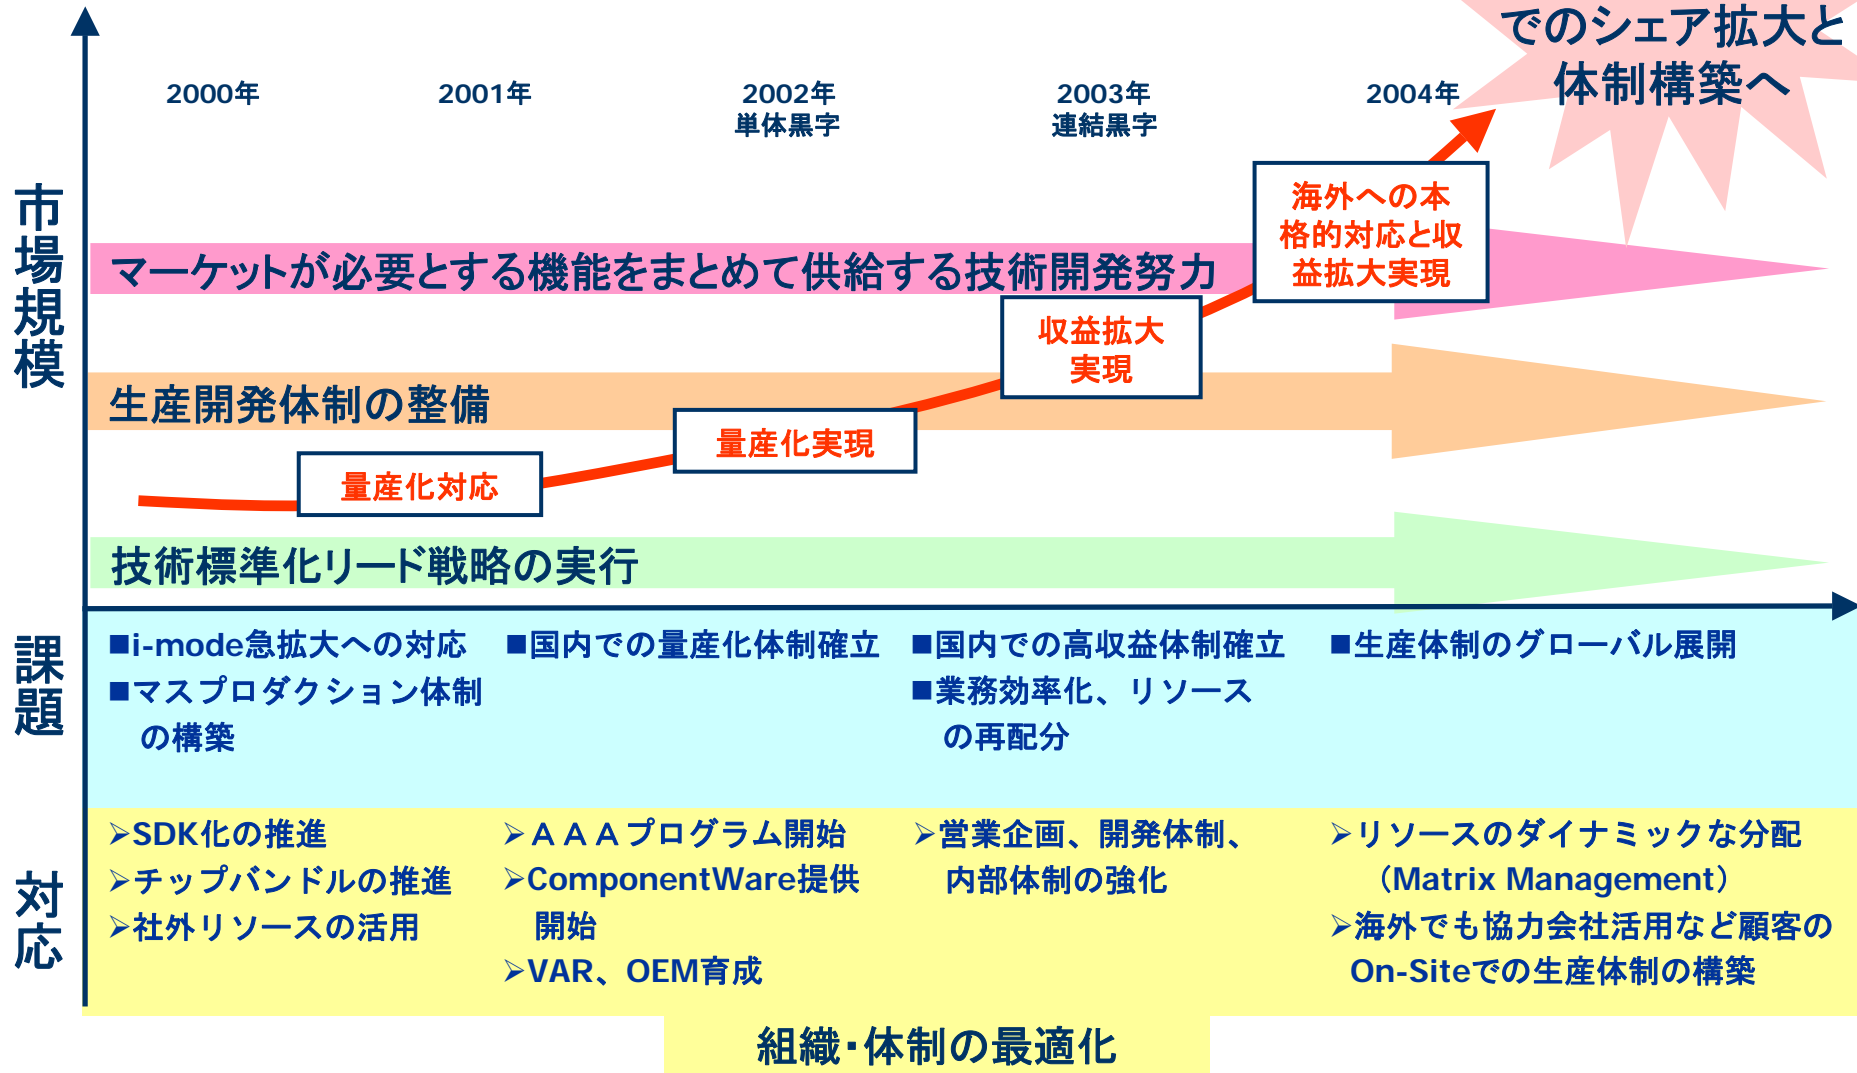 でのシェア拡大と
体制構築へ
2000年
2001年
2002年
単体黒字
2003年
連結黒字
2004年
市場規模
海外への本
格的対応と収
益拡大実現
マーケットが必要とする機能をまとめて供給する技術開発努力
収益拡大
実現
生産開発体制の整備
量産化実現
量産化対応
技術標準化リード戦略の実行
課題
■i-mode急拡大への対応
■マスプロダクション体制
の構築
■国内での量産化体制確立
■国内での高収益体制確立
■業務効率化、リソース
の再配分
■生産体制のグローバル展開
対応
➢SDK化の推進
➢チップバンドルの推進
➢社外リソースの活用
➢ＡＡＡプログラム開始
➢ComponentWare提供
開始
➢VAR、OEM育成
➢営業企画、開発体制、
内部体制の強化
➢リソースのダイナミックな分配
（Matrix Management）
➢海外でも協力会社活用など顧客の
On-Siteでの生産体制の構築
組織・体制の最適化